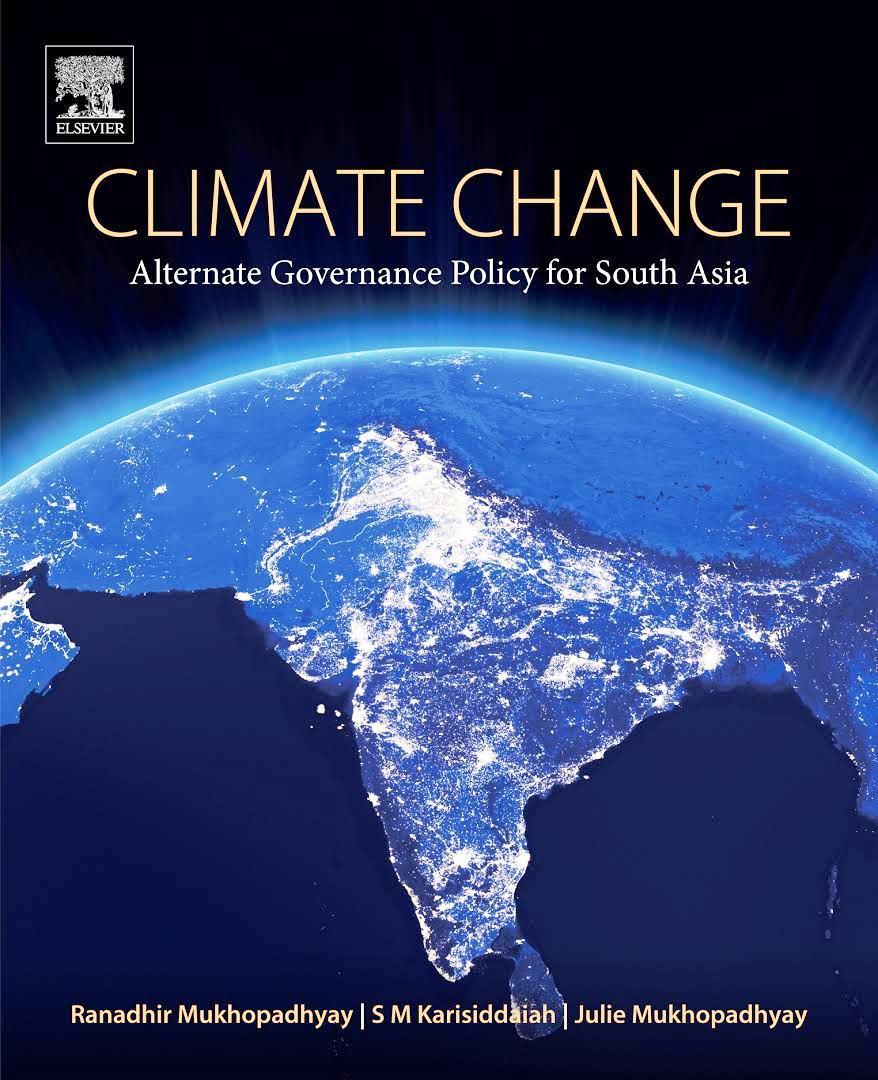 ELSEVIER
CLIMATE CHANGE
Alternate Governance Policy for South Asia
Ranadhir Mukhopadhyay | S M Karisiddaiah | Julie Mukhopadhyay